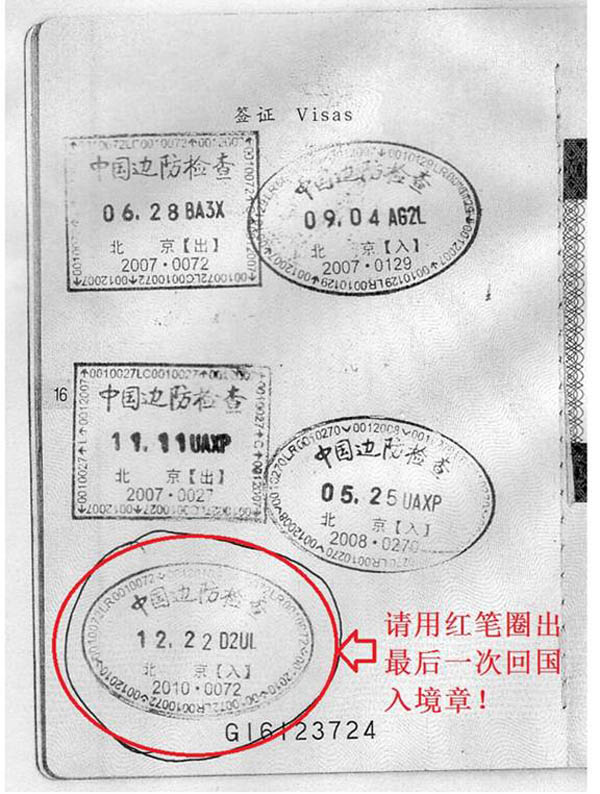 签证 Visas
中国边防检查
06.28 BA3X
北 京【出】
2007·0072
中国边防检查
09.04 AG2L
北 京【入】
2007·0129
16
中国边防检查
11.11 UAXP
北 京【出】
2007·0027
中国边防检查
05.25 UAXP
北 京【入】
2008·0270
中国边防检查
12.22 D2UL
北 京【入】
2010·0072
请用红笔圈出
最后一次回国
入境章！
G16123724